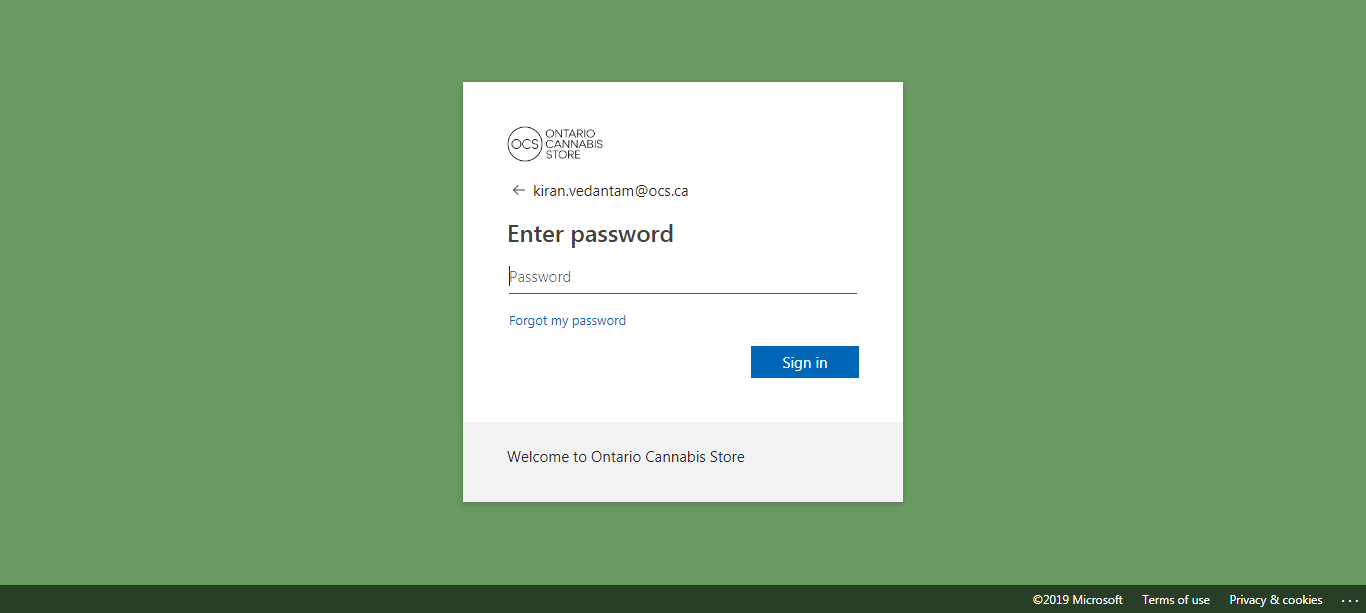 OCS
ONTARIO
CANNABIS
STORE
← kiran.vedantam@ocs.ca
Enter password
Password
Forgot my password
Sign in
Welcome to Ontario Cannabis Store
©2019 Microsoft Terms of use Privacy & cookies ...